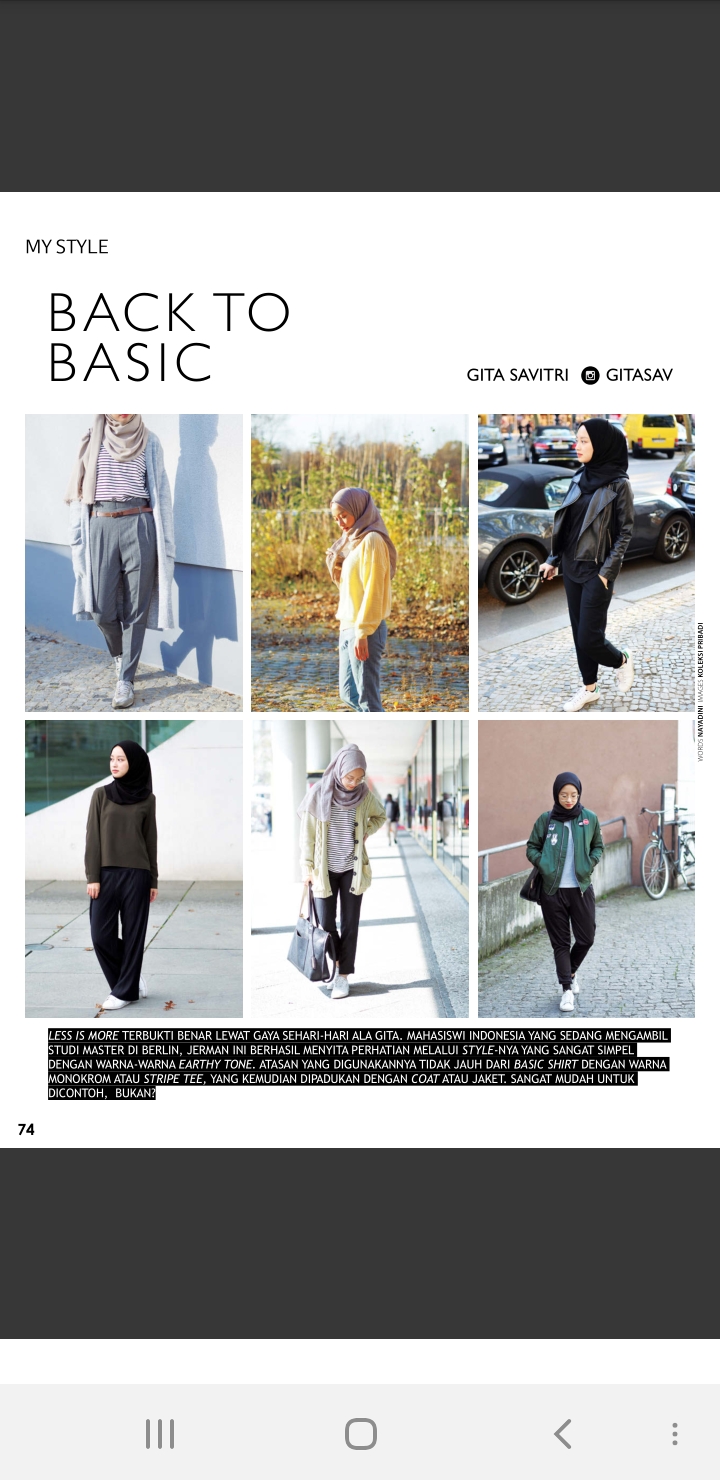 MY STYLE
BACK TO
BASIC
GITA SAVITRI GITASAV
WORDS NAYADINI IMAGES KOLEKSI PRIBADI
LESS IS MORE TERBUKTI BENAR LEWAT GAYA SEHARI-HARI ALA GITA. MAHASISWI INDONESIA YANG SEDANG MENGAMBIL
STUDI MASTER DI BERLIN, JERMAN INI BERHASIL MENYITA PERHATIAN MELALUI STYLE-NYA YANG SANGAT SIMPEL
DENGAN WARNA-WARNA EARTHY TONE. ATASAN YANG DIGUNAKANNYA TIDAK JAUH DARI BASIC SHIRT DENGAN WARNA
MONOKROM ATAU STRIPE TEE, YANG KEMUDIAN DIPADUKAN DENGAN COAT ATAU JAKET. SANGAT MUDAH UNTUK
DICONTOH, BUKAN?
74